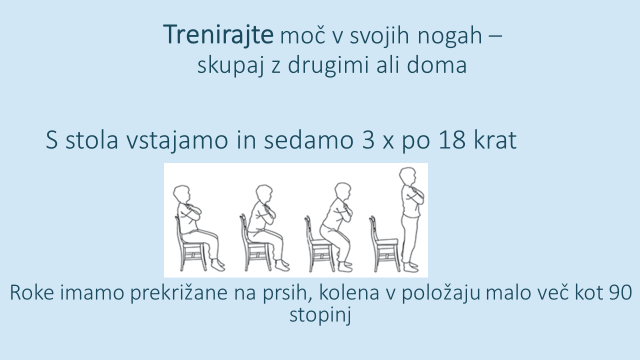 Trenirajte moč v svojih nogah –
skupaj z drugimi ali doma
S stola vstajamo in sedamo 3 x po 18 krat
Roke imamo prekrižane na prsih, kolena v položaju malo več kot 90
stopinj